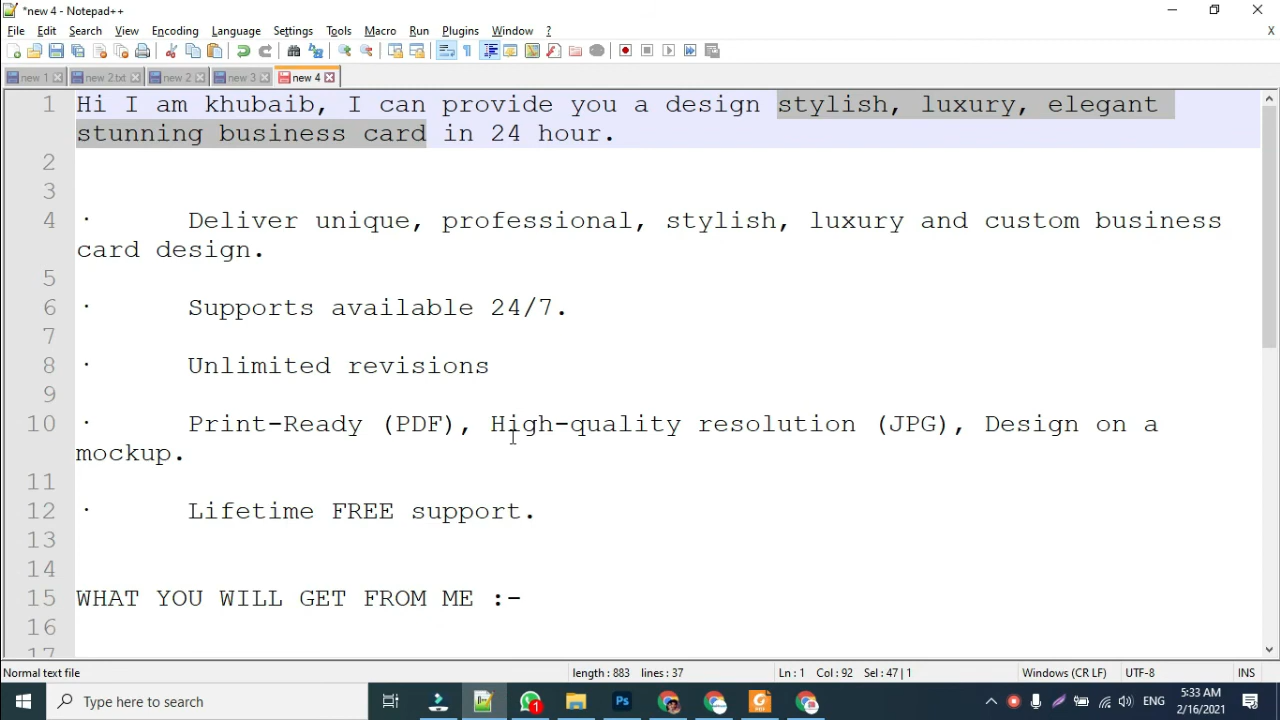 *new 4 - Notepad++
File Edit Search View Encoding Language Settings Tools Macro Run Plugins Window ? X
new 1 new 2.txt new 2 new 3 new 4
1 Hi I am khubaib, I can provide you a design stylish, luxury, elegant
stunning business card in 24 hour.
2
3
4 · Deliver unique, professional, stylish, luxury and custom business
card design.
5
6 · Supports available 24/7.
7
8 · Unlimited revisions
9
10 · Print-Ready (PDF), High-quality resolution (JPG), Design on a
mockup.
11
12 · Lifetime FREE support.
13
14
15 WHAT YOU WILL GET FROM ME :-
16
17
Normal text file length : 883 lines : 37 Ln : 1 Col : 92 Sel : 47 | 1 Windows (CR LF) UTF-8 INS
Type here to search Ps 1 ENG 5:33 AM
2/16/2021